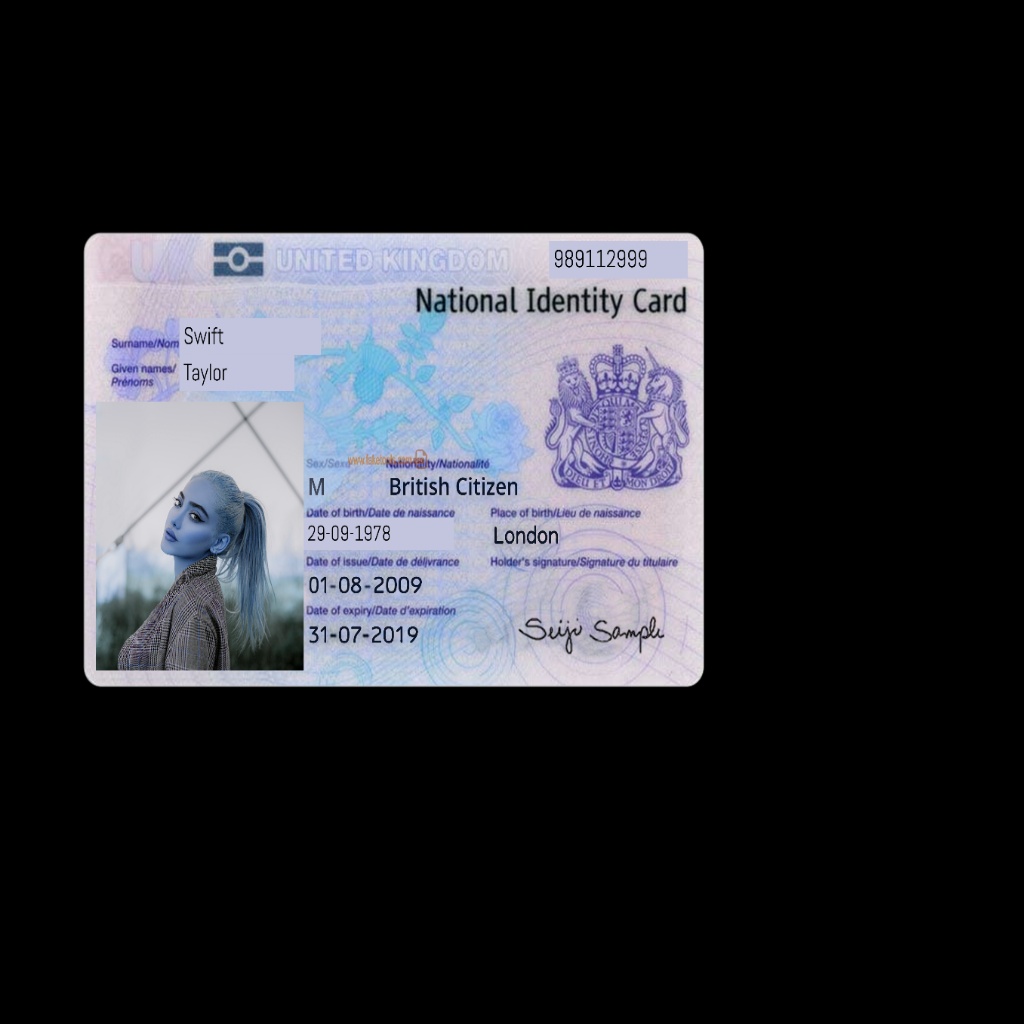 UNITED KINGDOM
989112999
National Identity Card
Surname/Nom
Swift
Given names/
Prénoms
Taylor
Sex/Sexe
Nationality/Nationalité
M
British Citizen
Date of birth/Date de naissance
Place of birth/Lieu de naissance
29-09-1978
London
Date of issue/Date de délivrance
Holder's signature/Signature du titulaire
01-08-2009
Date of expiry/Date d'expiration
31-07-2019
Seiji Sample
DIEU ET MON DROIT